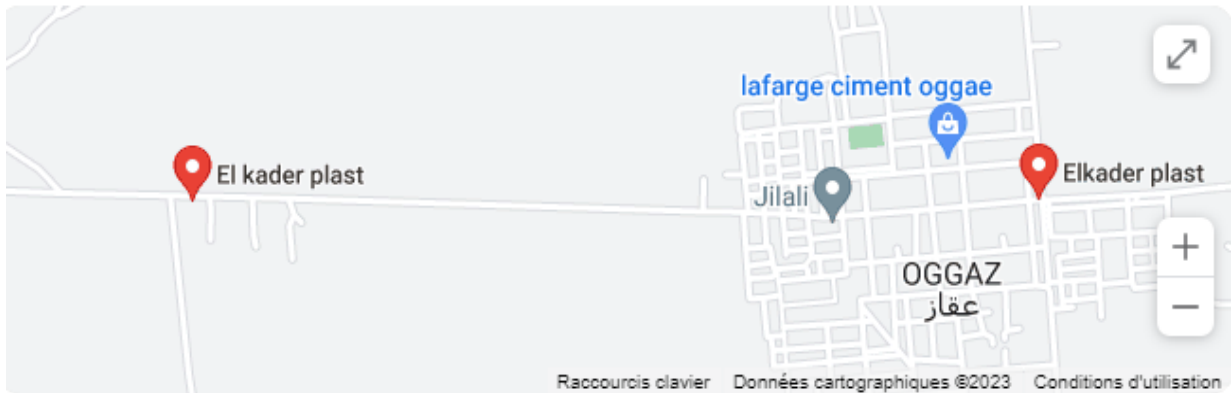 lafarge ciment oggae
El kader plast
Elkader plast
Jilali
OGGAZ
عقاز
Raccourcis clavier
Données cartographiques ©2023
Conditions d'utilisation